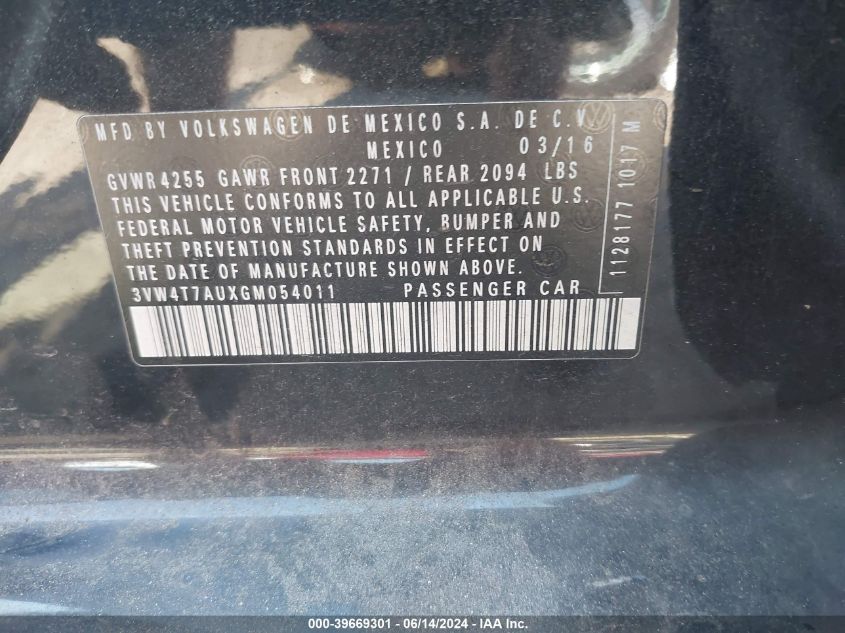 MFD BY VOLKSWAGEN DE MEXICO S.A. DE C.V.
MEXICO 03/16
GVWR 4255 GAWR FRONT 2271 / REAR 2094 LBS
THIS VEHICLE CONFORMS TO ALL APPLICABLE U.S.
FEDERAL MOTOR VEHICLE SAFETY, BUMPER AND
THEFT PREVENTION STANDARDS IN EFFECT ON
THE DATE OF MANUFACTURE SHOWN ABOVE.
3VW4T7AUXGM054011 PASSENGER CAR
1128177 1017 M
000-39669301 - 06/14/2024 - IAA Inc.